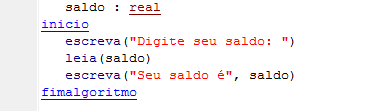 saldo : real
inicio
escreva("Digite seu saldo: ")
leia(saldo)
escreva("Seu saldo é", saldo)
fimalgoritmo